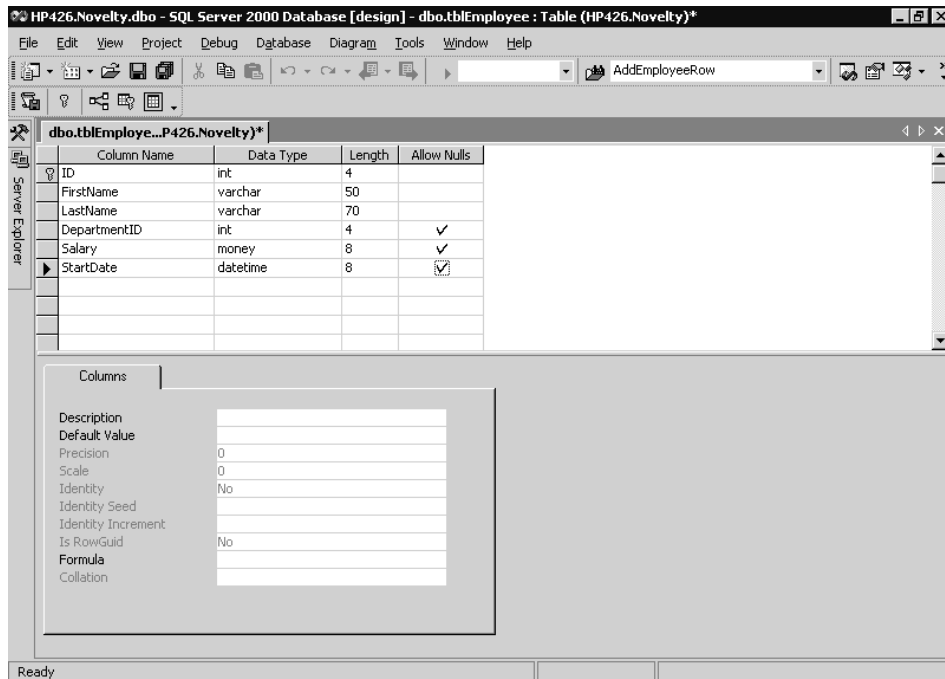 HP426.Novelty.dbo - SQL Server 2000 Database [design] - dbo.tblEmployee : Table (HP426.Novelty)*
File Edit View Project Debug Database Diagram Tools Window Help
AddEmployeeRow
dbo.tblEmploye...P426.Novelty)*
Server Explorer
Column Name Data Type Length Allow Nulls
ID int 4
FirstName varchar 50
LastName varchar 70
DepartmentID int 4
Salary money 8
StartDate datetime 8
Columns
Description
Default Value
Precision 0
Scale 0
Identity No
Identity Seed
Identity Increment
Is RowGuid No
Formula
Collation
Ready